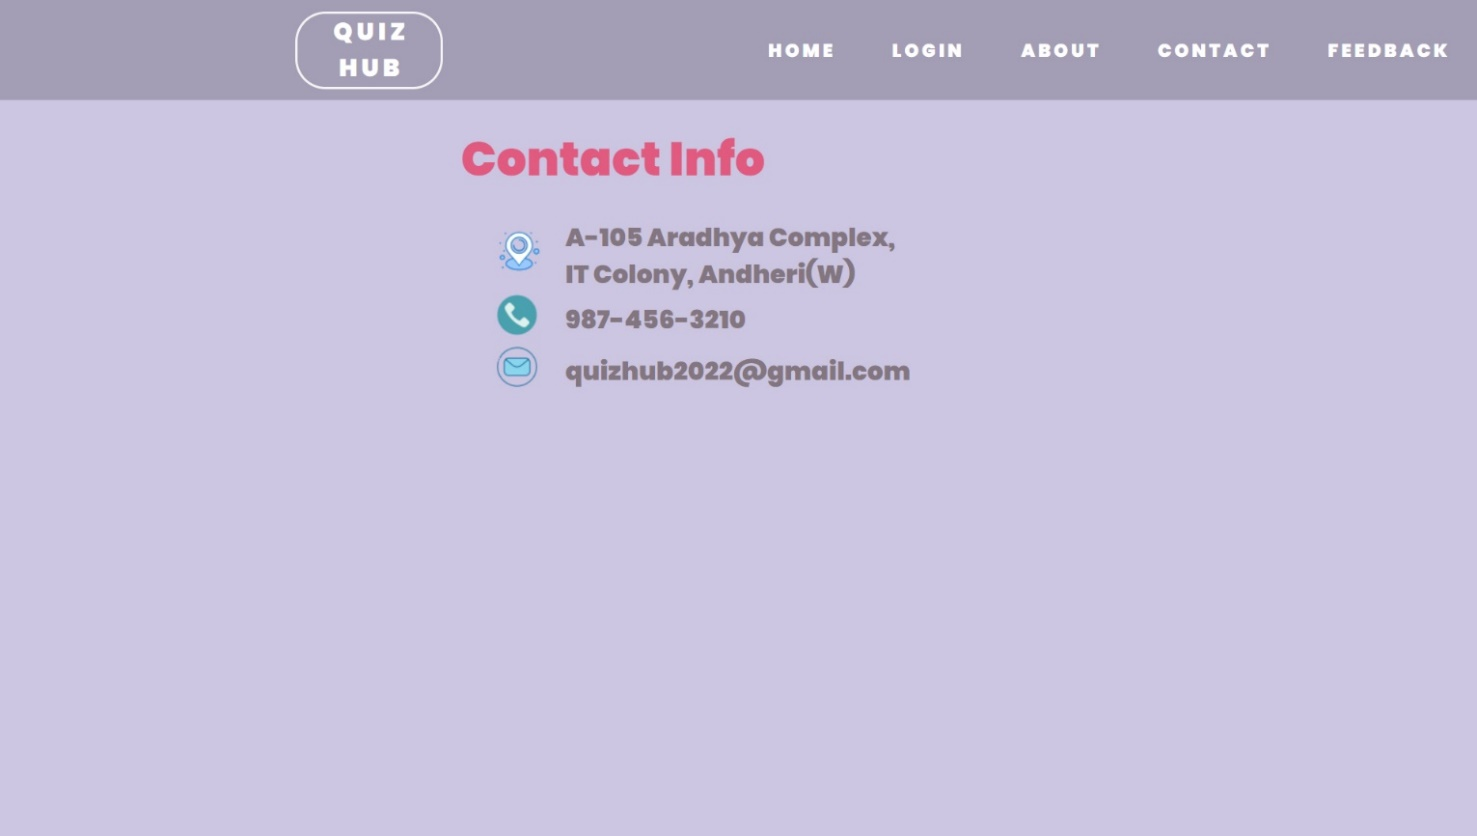 QUIZ
HUB
HOME LOGIN ABOUT CONTACT FEEDBACK
Contact Info
A-105 Aradhya Complex,
IT Colony, Andheri(W)
987-456-3210
quizhub2022@gmail.com